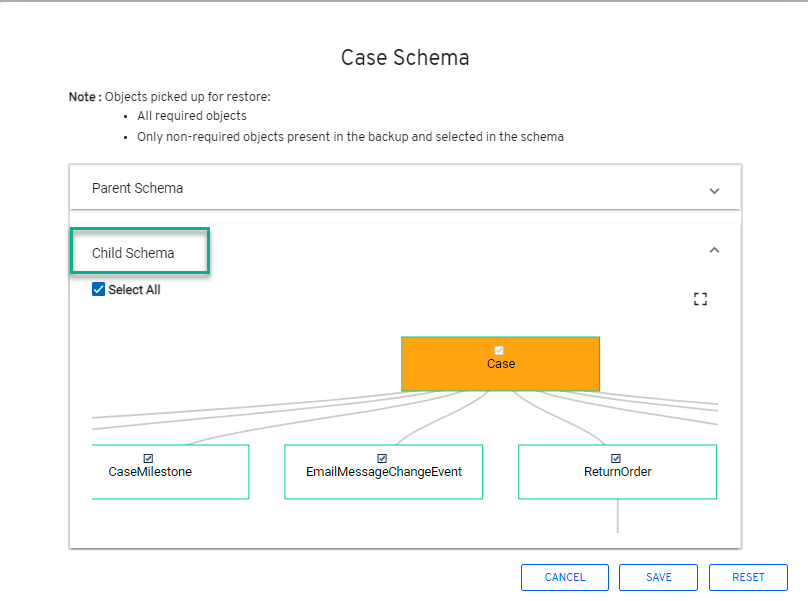 Case Schema
Note : Objects picked up for restore:
• All required objects
• Only non-required objects present in the backup and selected in the schema
Parent Schema
Child Schema
Select All
Case
CaseMilestone
EmailMessageChangeEvent
ReturnOrder
CANCEL
SAVE
RESET